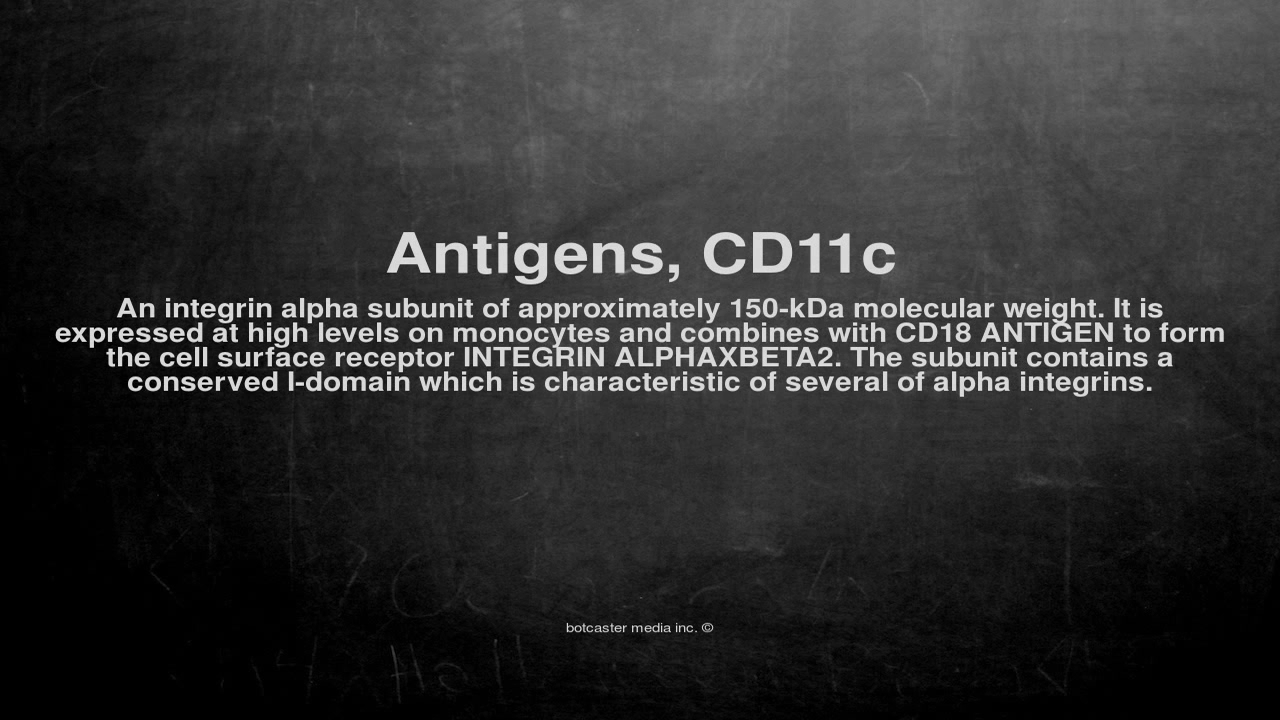 Antigens, CD11c
An integrin alpha subunit of approximately 150-kDa molecular weight. It is
expressed at high levels on monocytes and combines with CD18 ANTIGEN to form
the cell surface receptor INTEGRIN ALPHAXBETA2. The subunit contains a
conserved I-domain which is characteristic of several of alpha integrins.
botcaster media inc. ©